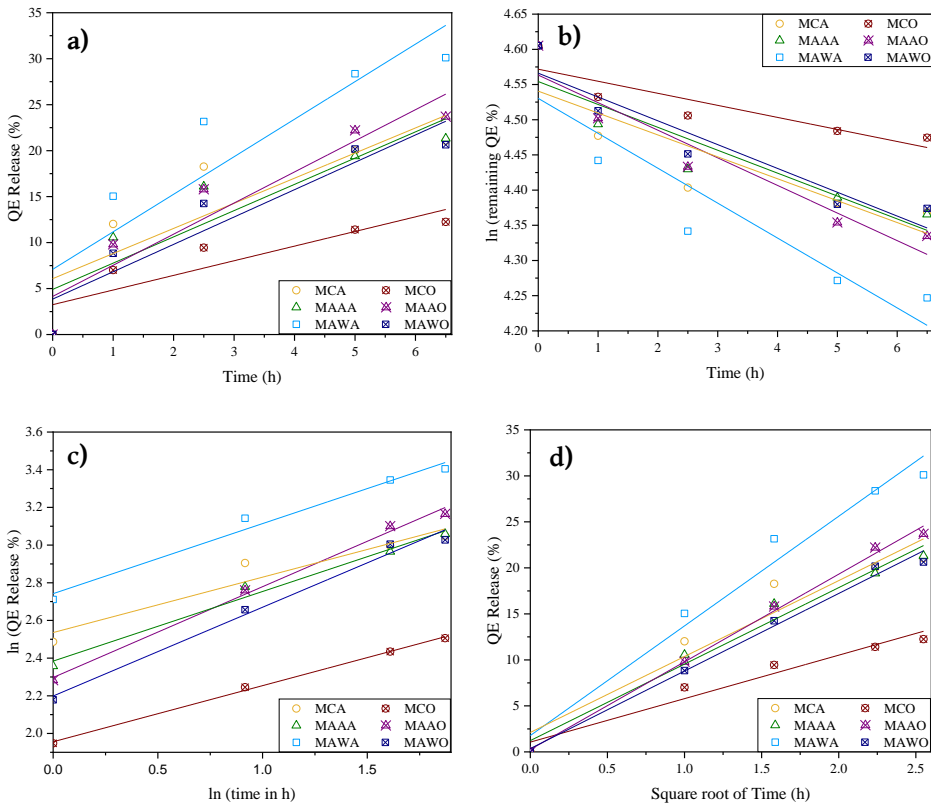 a)
QE Release (%)
35
30
25
20
15
10
5
0
0 1 2 3 4 5 6
Time (h)
MCA MCO
MAAA MAAO
MAWA MAWO
b)
ln (remaining QE %)
4.65
4.60
4.55
4.50
4.45
4.40
4.35
4.30
4.25
4.20
0 1 2 3 4 5 6
Time (h)
MCA MCO
MAAA MAAO
MAWA MAWO
c)
ln (QE Release %)
3.6
3.4
3.2
3.0
2.8
2.6
2.4
2.2
2.0
0.0 0.5 1.0 1.5
ln (time in h)
MCA MCO
MAAA MAAO
MAWA MAWO
d)
QE Release (%)
35
30
25
20
15
10
5
0
0.0 0.5 1.0 1.5 2.0 2.5
Square root of Time (h)
MCA MCO
MAAA MAAO
MAWA MAWO